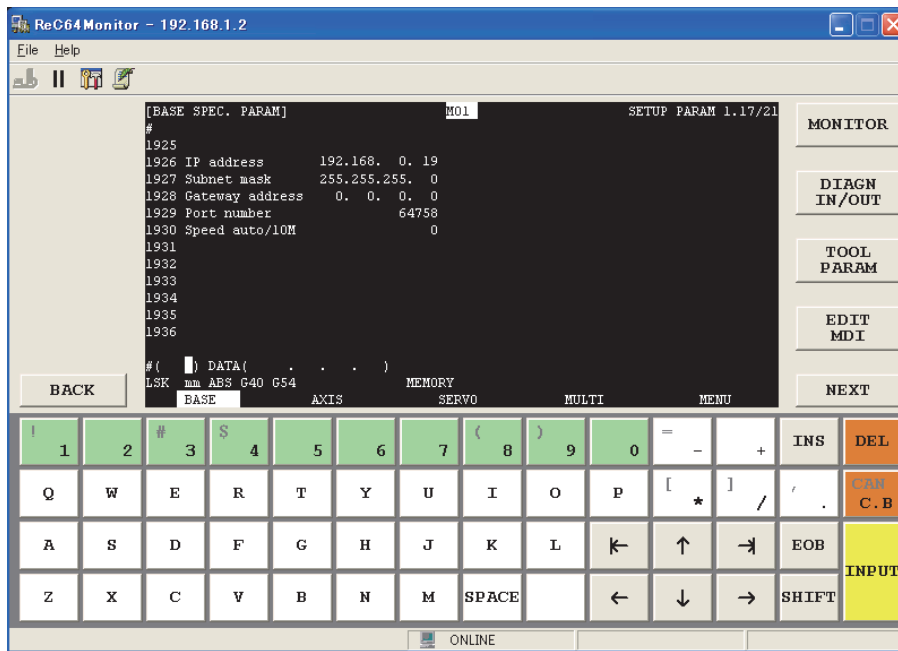 ReC64Monitor - 192.168.1.2
File Help
[BASE SPEC. PARAM] M01 SETUP PARAM 1.17/21
#
1925
1926 IP address 192.168. 0. 19
1927 Subnet mask 255.255.255. 0
1928 Gateway address 0. 0. 0. 0
1929 Port number 64758
1930 Speed auto/10M 0
1931
1932
1933
1934
1935
1936
#( ) DATA( . . . )
LSK mm ABS G40 G54 MEMORY
BASE AXIS SERVO MULTI MENU
MONITOR
DIAGN
IN/OUT
TOOL
PARAM
EDIT
MDI
BACK
NEXT
! 1 2 # 3 $ 4 5 6 7 ( 8 ) 9 0 = - + INS DEL
Q W E R T Y U I O P [ * ] / , . CAN C.B
A S D F G H J K L |← ↑ →| EOB
INPUT
Z X C V B N M SPACE ← ↓ → SHIFT
ONLINE